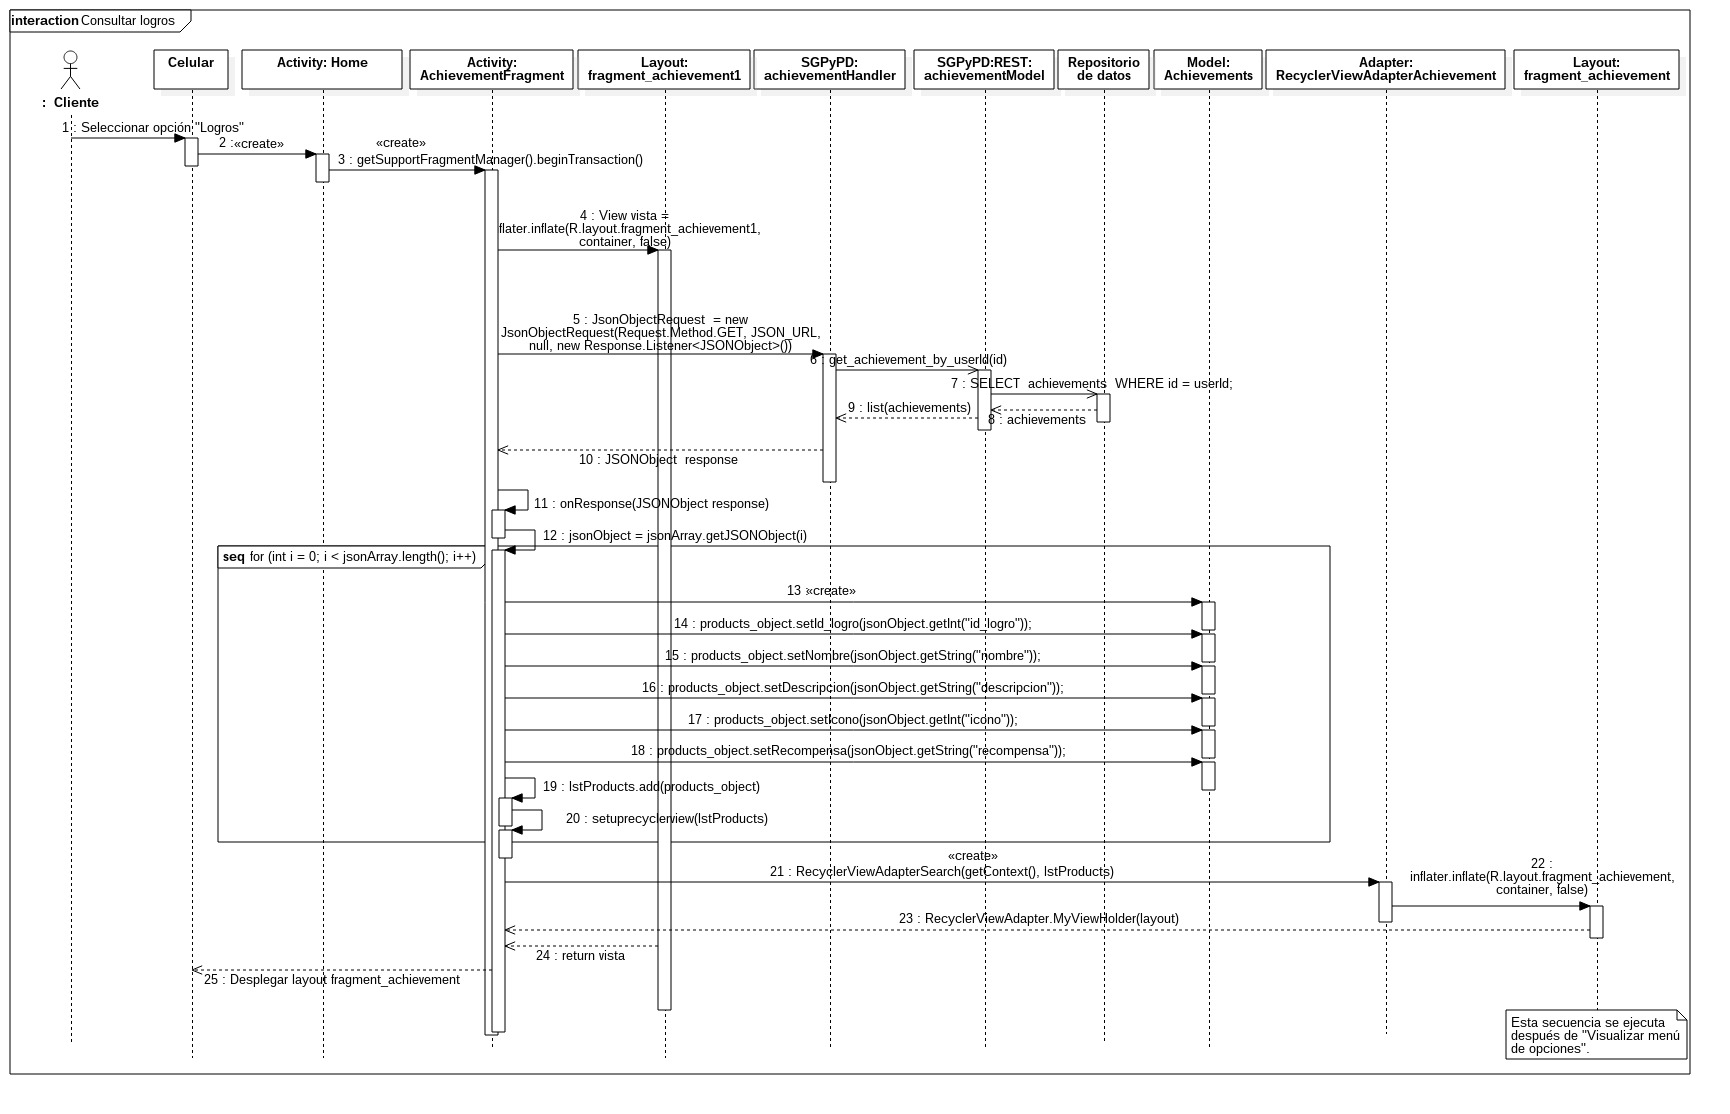 interaction Consultar logros
: Cliente
Celular
Activity: Home
Activity:
AchievementFragment
Layout:
fragment_achievement1
SGPyPD:
achievementHandler
SGPyPD:REST:
achievementModel
Repositorio
de datos
Model:
Achievements
Adapter:
RecyclerViewAdapterAchievement
Layout:
fragment_achievement
1 : Seleccionar opción "Logros"
2 : «create»
«create»
3 : getSupportFragmentManager().beginTransaction()
4 : View vista =
flater.inflate(R.layout.fragment_achievement1,
container, false)
5 : JsonObjectRequest = new
JsonObjectRequest(Request.Method.GET, JSON_URL,
null, new Response.Listener<JSONObject>())
6 : get_achievement_by_userId(id)
7 : SELECT achievements WHERE id = userId;
9 : list(achievements)
8 : achievements
10 : JSONObject response
11 : onResponse(JSONObject response)
12 : jsonObject = jsonArray.getJSONObject(i)
seq for (int i = 0; i < jsonArray.length(); i++)
13 : «create»
14 : products_object.setId_logro(jsonObject.getInt("id_logro"));
15 : products_object.setNombre(jsonObject.getString("nombre"));
16 : products_object.setDescripcion(jsonObject.getString("descripcion"));
17 : products_object.setIcono(jsonObject.getInt("icono"));
18 : products_object.setRecompensa(jsonObject.getString("recompensa"));
19 : lstProducts.add(products_object)
20 : setuprecyclerview(lstProducts)
«create»
21 : RecyclerViewAdapterSearch(getContext(), lstProducts)
22 :
inflater.inflate(R.layout.fragment_achievement,
container, false)
23 : RecyclerViewAdapter.MyViewHolder(layout)
24 : return vista
25 : Desplegar layout fragment_achievement
Esta secuencia se ejecuta
después de "Visualizar menú
de opciones".